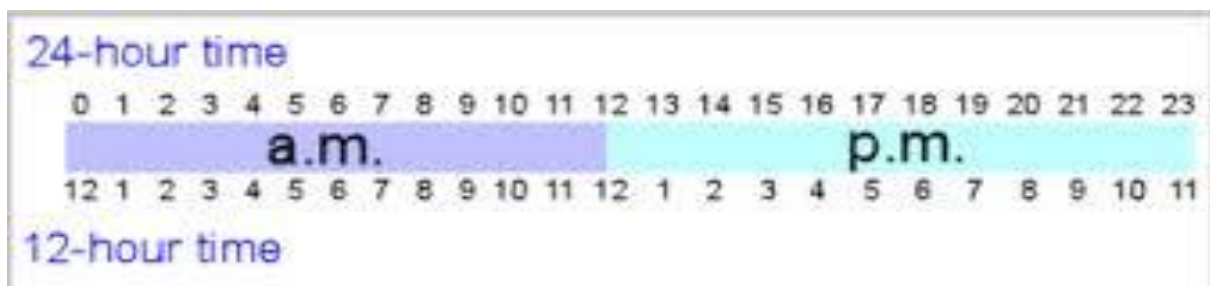 24-hour time
0 1 2 3 4 5 6 7 8 9 10 11 12 13 14 15 16 17 18 19 20 21 22 23
a.m. p.m.
12 1 2 3 4 5 6 7 8 9 10 11 12 1 2 3 4 5 6 7 8 9 10 11
12-hour time